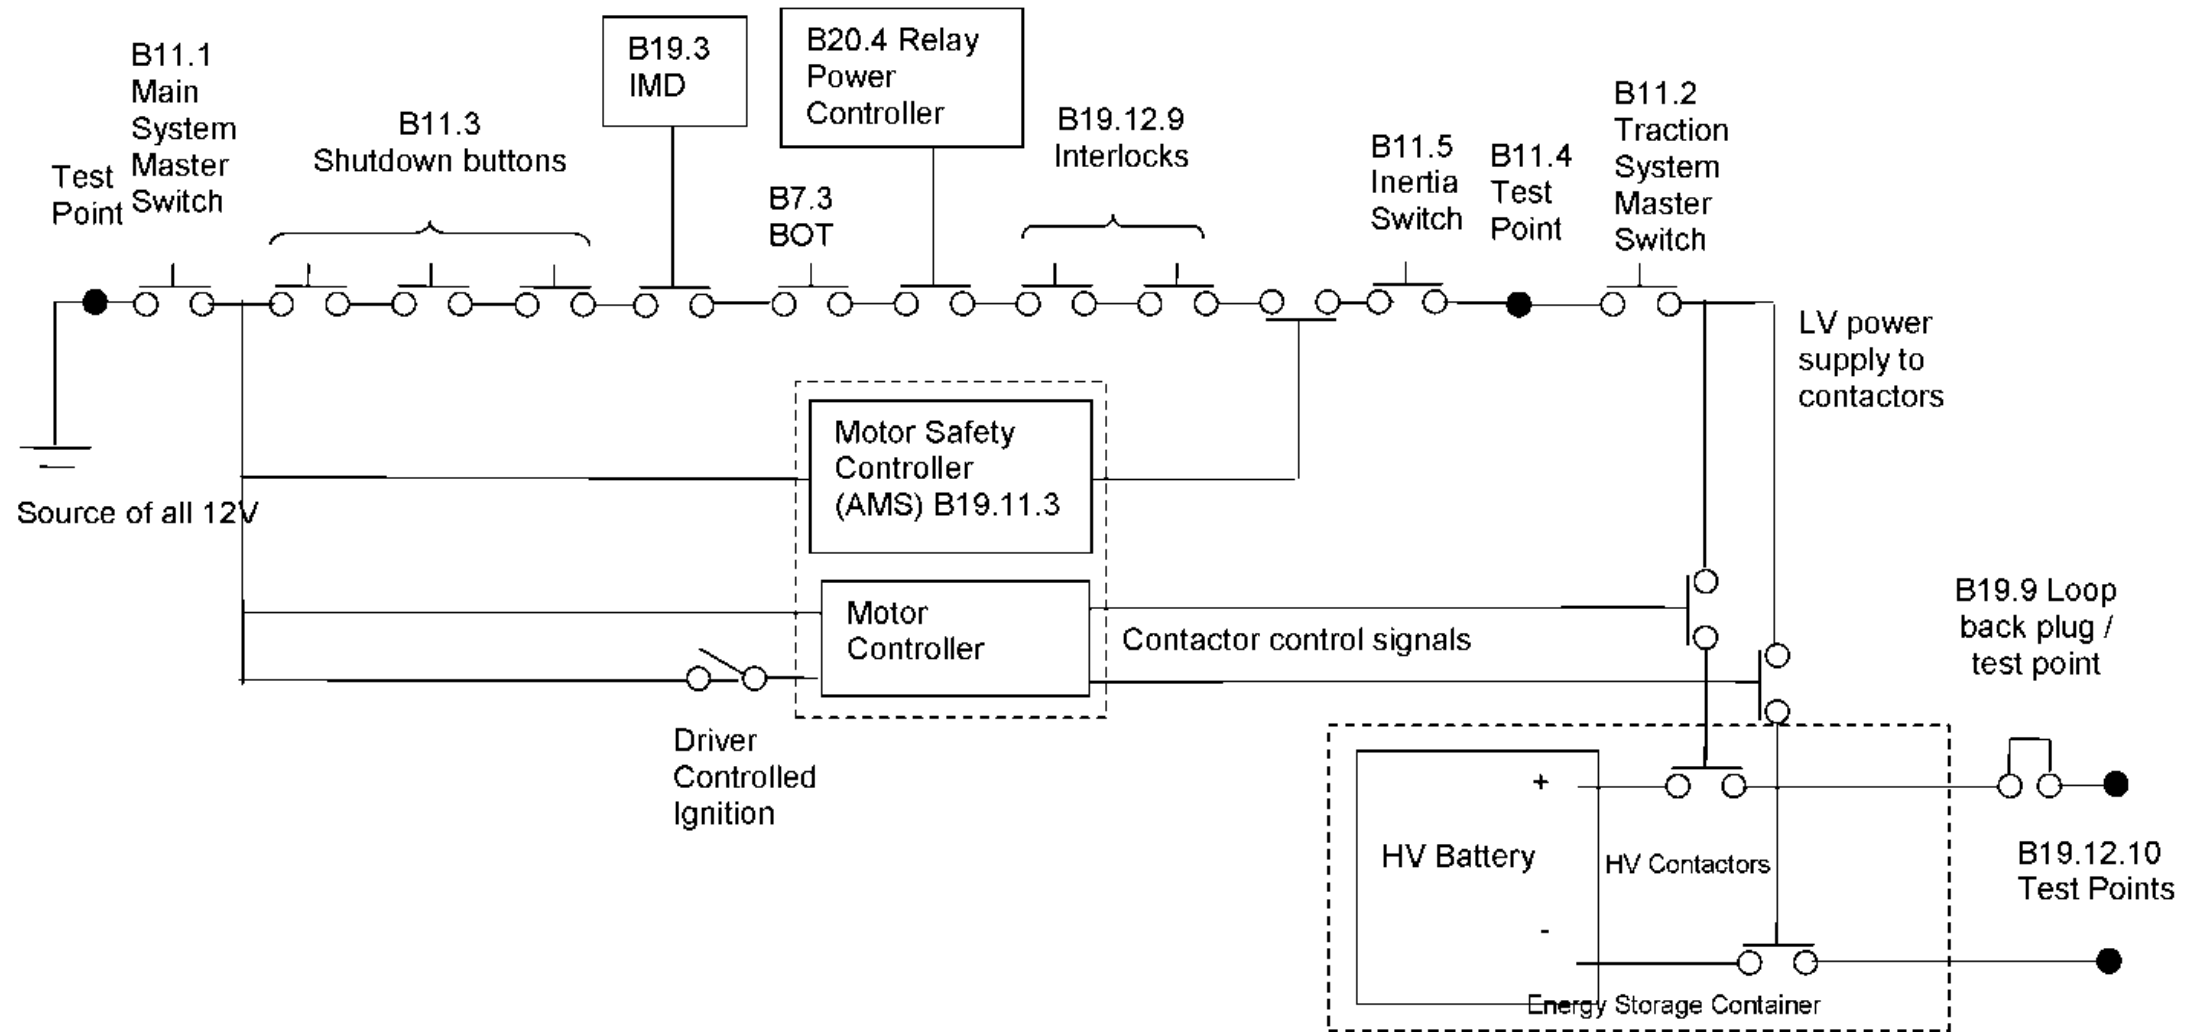 B11.1
Main
System
Master
Switch
Test
Point
B11.3
Shutdown buttons
B19.3
IMD
B20.4 Relay
Power
Controller
B7.3
BOT
B19.12.9
Interlocks
B11.5
Inertia
Switch
B11.4
Test
Point
B11.2
Traction
System
Master
Switch
LV power
supply to
contactors
Source of all 12V
Motor Safety
Controller
(AMS) B19.11.3
Motor
Controller
Contactor control signals
Driver
Controlled
Ignition
B19.9 Loop
back plug /
test point
+
HV Battery
-
HV Contactors
B19.12.10
Test Points
Energy Storage Container